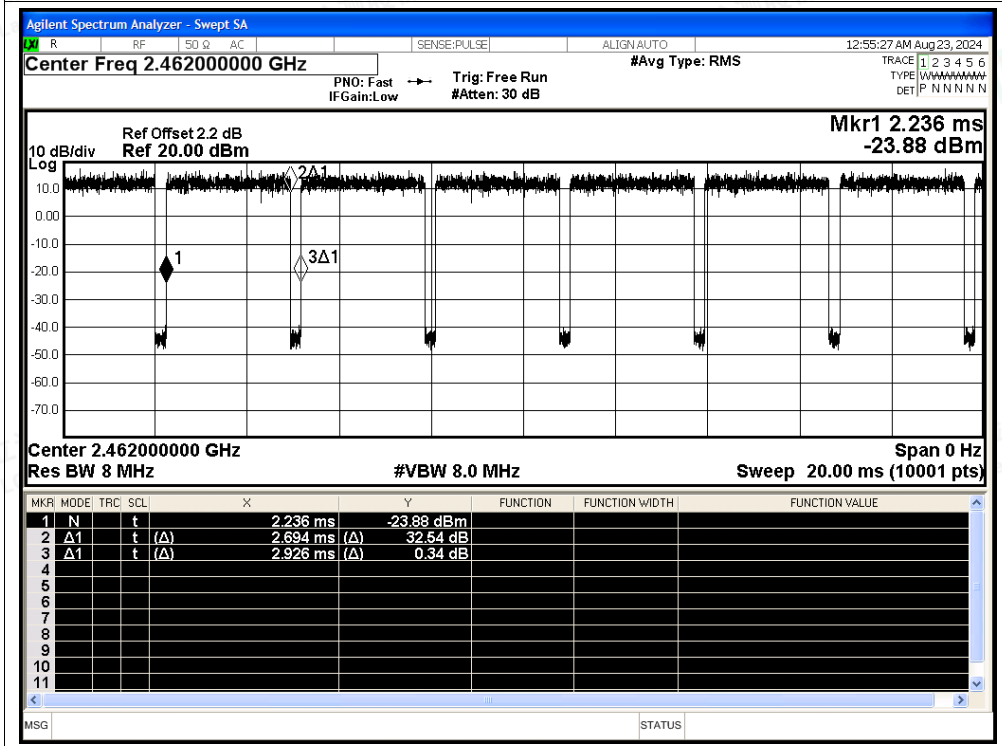 Agilent Spectrum Analyzer - Swept SA
LXI R RF 50 Ω AC SENSE:PULSE ALIGN AUTO 12:55:27 AM Aug 23, 2024
Center Freq 2.462000000 GHz
PNO: Fast
IFGain:Low
Trig: Free Run
#Atten: 30 dB
#Avg Type: RMS
TRACE 1 2 3 4 5 6
TYPE W
DET P N N N N N
Ref Offset 2.2 dB
10 dB/div Ref 20.00 dBm
Log
Mkr1 2.236 ms
-23.88 dBm
10.0
0.00
-10.0
-20.0
-30.0
-40.0
-50.0
-60.0
-70.0
2Δ1
1
3Δ1
Center 2.462000000 GHz Span 0 Hz
Res BW 8 MHz #VBW 8.0 MHz Sweep 20.00 ms (10001 pts)
MKR MODE TRC SCL X Y FUNCTION FUNCTION WIDTH FUNCTION VALUE
1 N t 2.236 ms -23.88 dBm
2 Δ1 t (Δ) 2.694 ms (Δ) 32.54 dB
3 Δ1 t (Δ) 2.926 ms (Δ) 0.34 dB
4
5
6
7
8
9
10
11
MSG STATUS